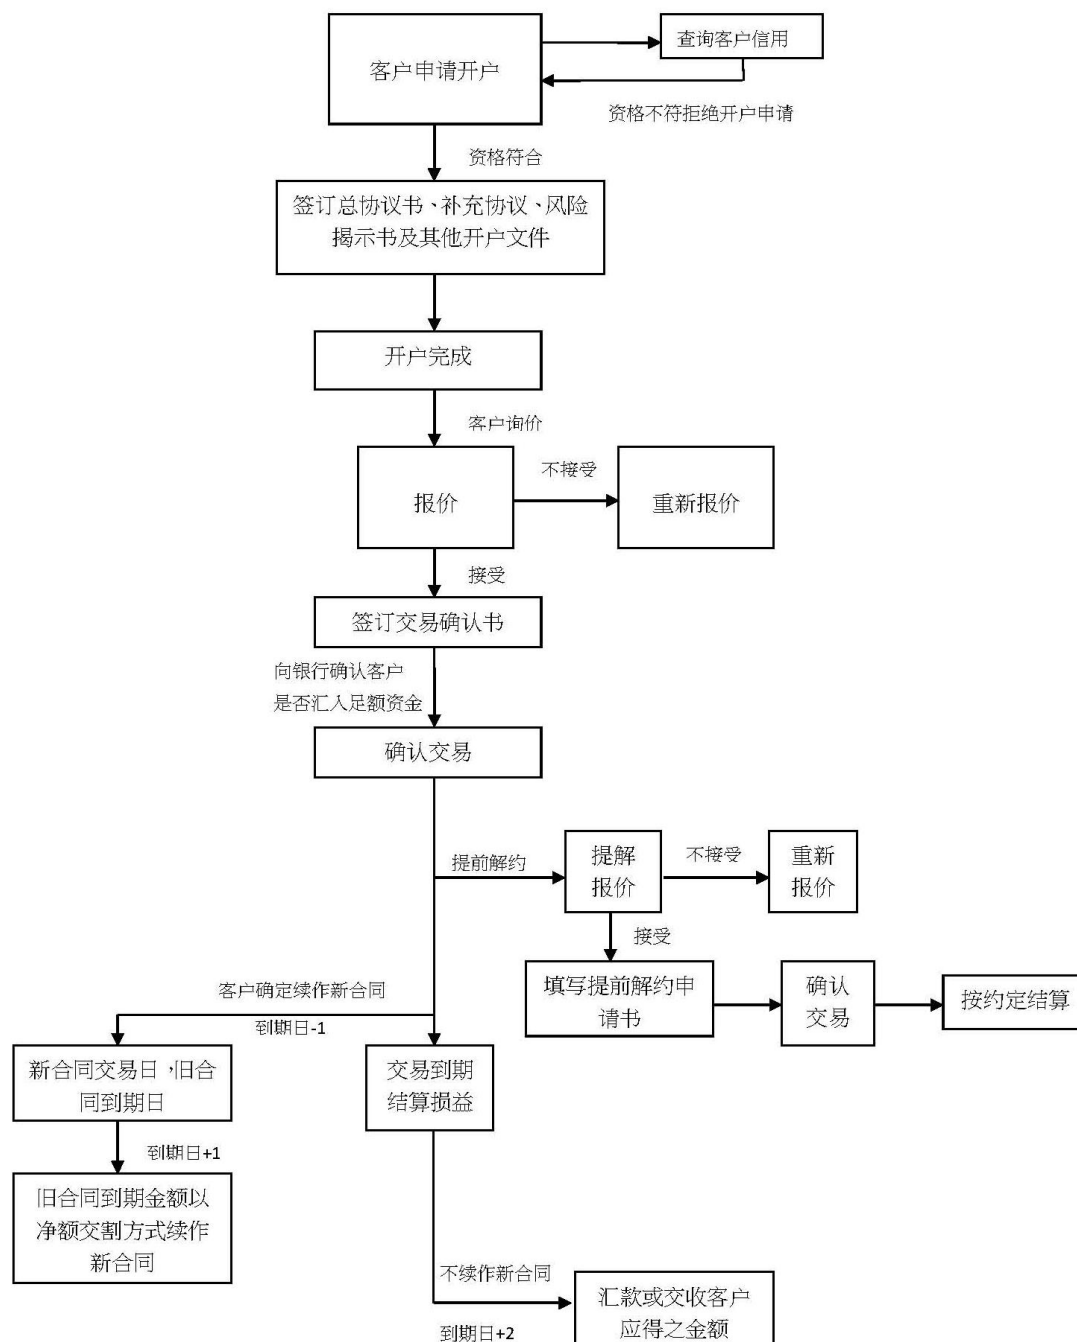 客户申请开户
查询客户信用
资格不符拒绝开户申请
资格符合
签订总协议书、补充协议、风险
揭示书及其他开户文件
开户完成
客户询价
报价
不接受
重新报价
接受
签订交易确认书
向银行确认客户
是否汇入足额资金
确认交易
提前解约
提解
报价
不接受
重新
报价
接受
填写提前解约申
请书
确认
交易
按约定结算
客户确定续作新合同
到期日-1
新合同交易日，旧合
同到期日
交易到期
结算损益
到期日+1
旧合同到期金额以
净额交割方式续作
新合同
不续作新合同
到期日+2
汇款或交收客户
应得之金额